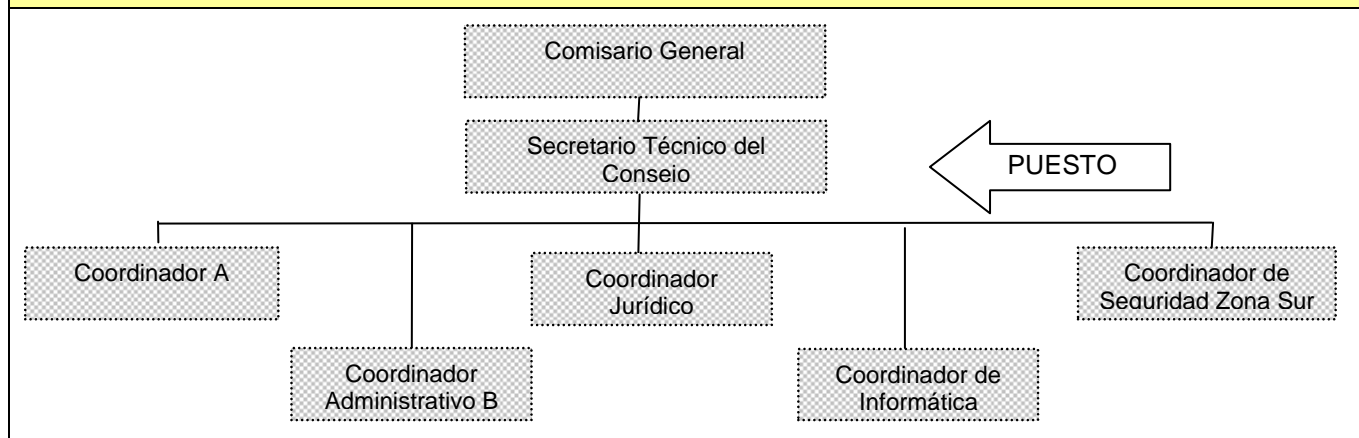 Comisario General
Secretario Técnico del
Consejo
PUESTO
Coordinador A
Coordinador
Jurídico
Coordinador de
Seguridad Zona Sur
Coordinador
Administrativo B
Coordinador de
Informática